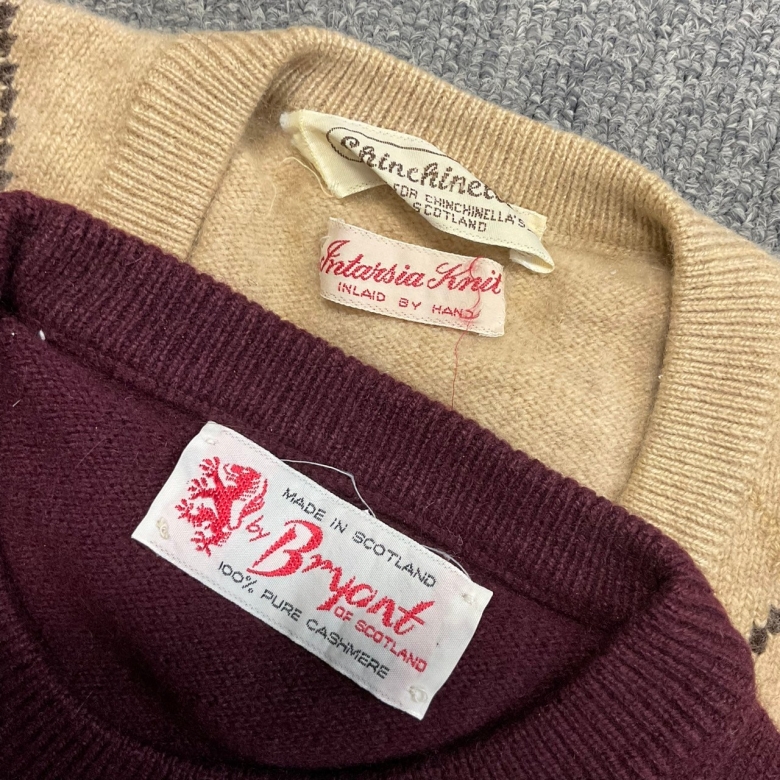 Chinchinella
FOR CHINCHINELLA'S
SCOTLAND
Intarsia Knit
INLAID BY HAND
MADE IN SCOTLAND
by Bryant
OF SCOTLAND
100% PURE CASHMERE